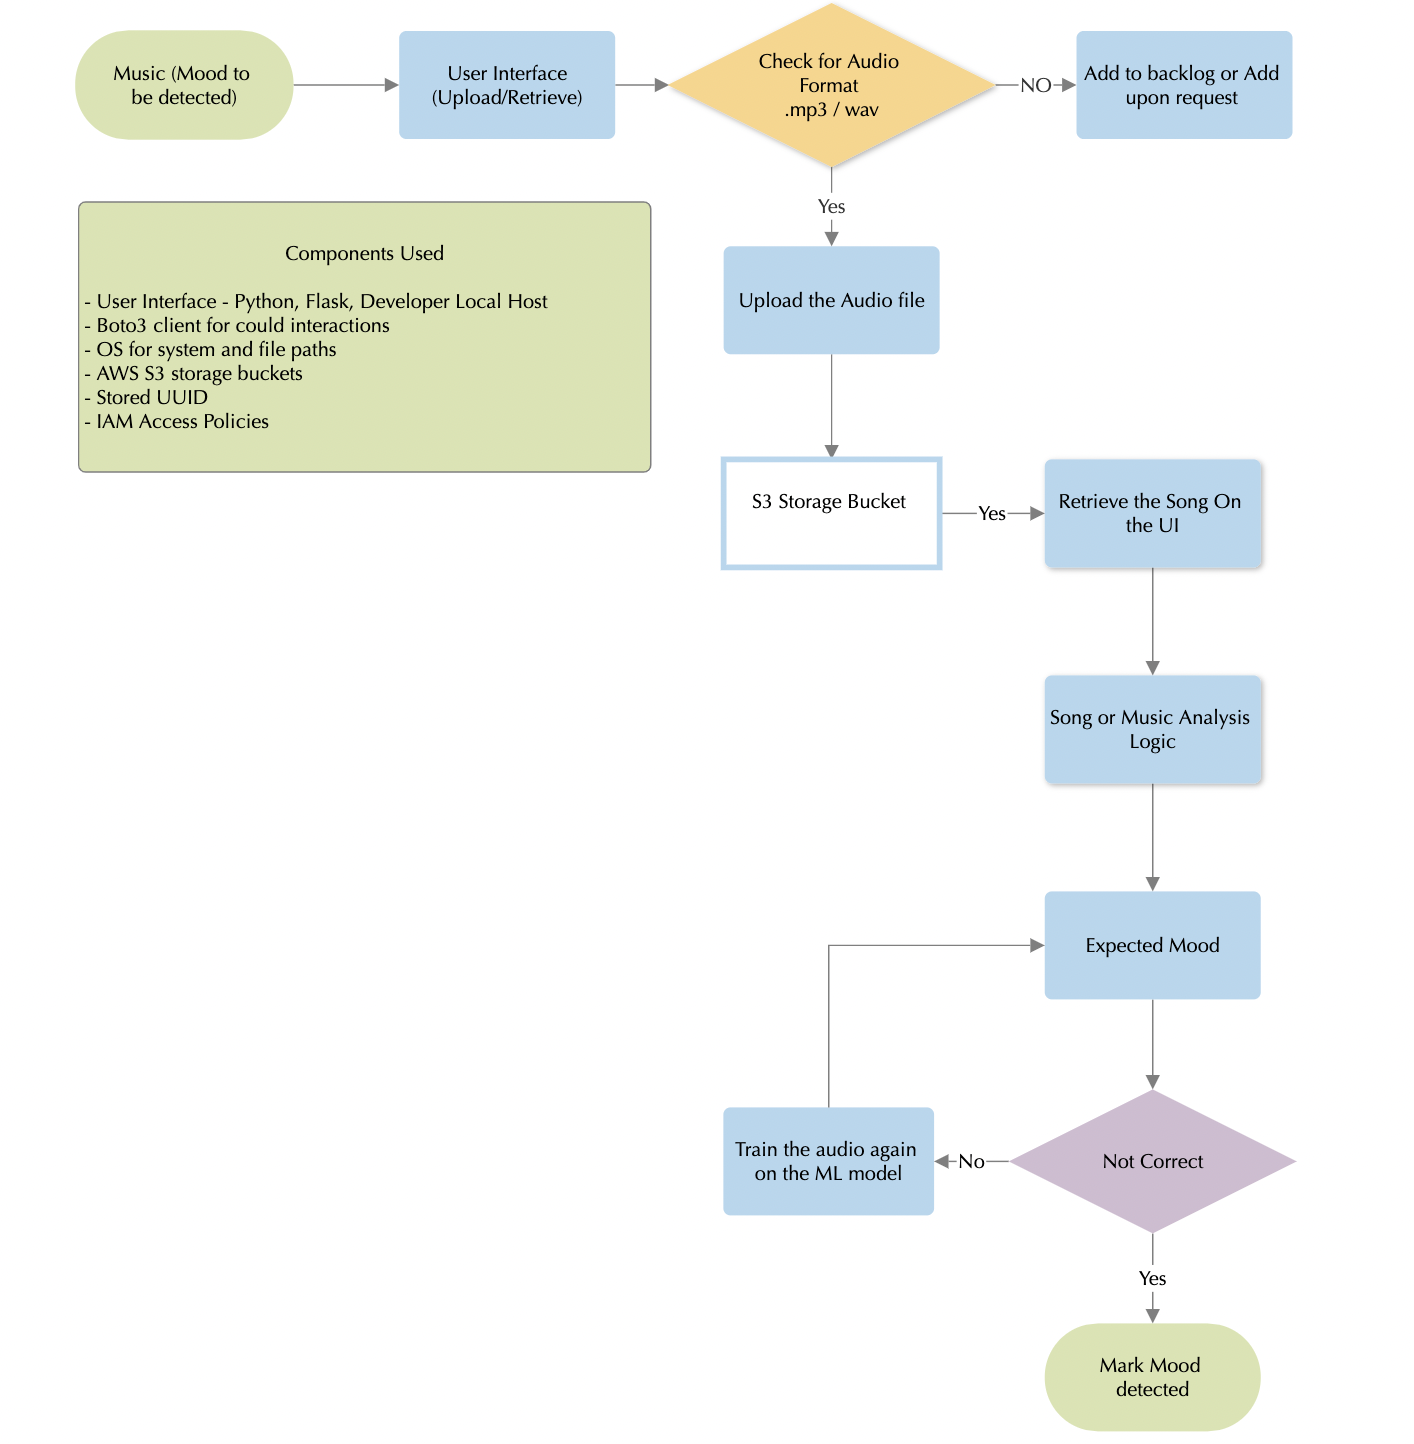 Music (Mood to
be detected)
User Interface
(Upload/Retrieve)
Check for Audio
Format
.mp3 / wav
NO
Add to backlog or Add
upon request
Yes
Components Used
- User Interface - Python, Flask, Developer Local Host
- Boto3 client for could interactions
- OS for system and file paths
- AWS S3 storage buckets
- Stored UUID
- IAM Access Policies
Upload the Audio file
S3 Storage Bucket
Yes
Retrieve the Song On
the UI
Song or Music Analysis
Logic
Expected Mood
Train the audio again
on the ML model
No
Not Correct
Yes
Mark Mood
detected